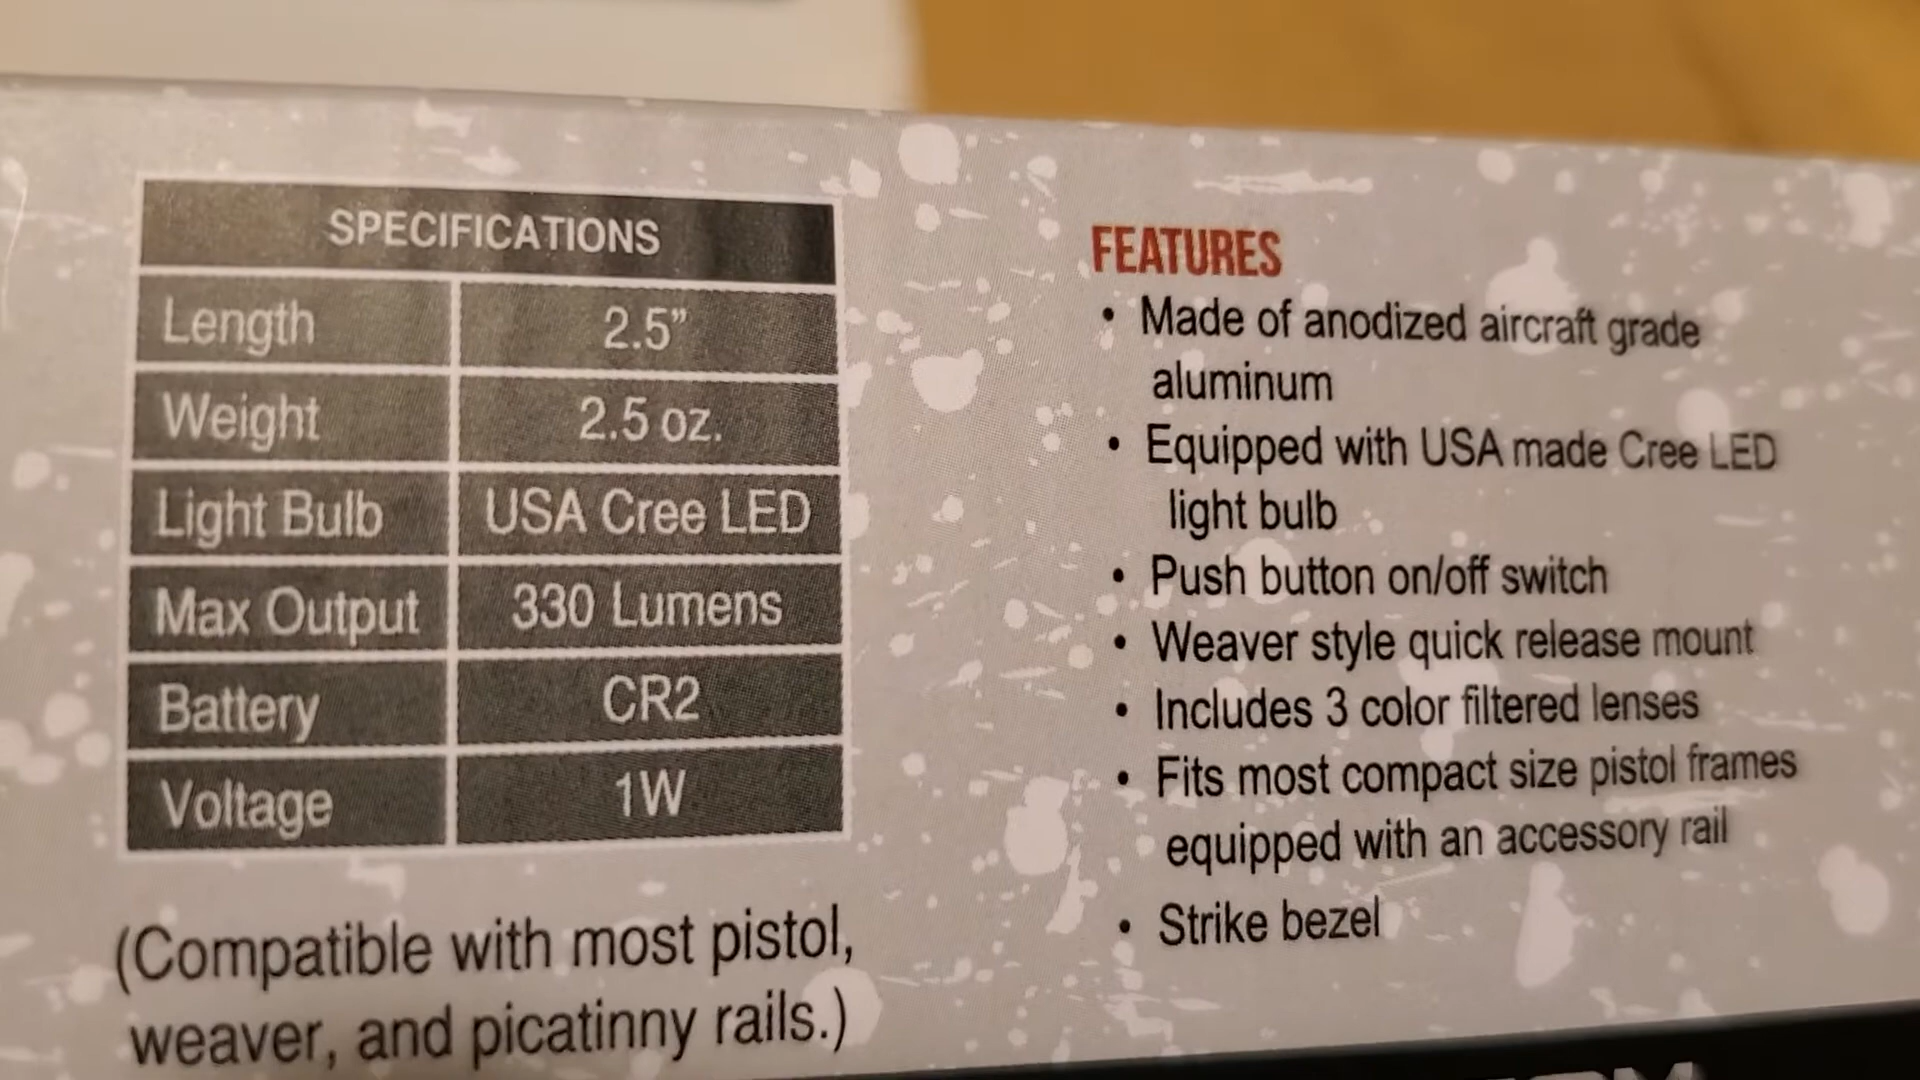 SPECIFICATIONS
Length 2.5”
Weight 2.5 oz.
Light Bulb USA Cree LED
Max Output 330 Lumens
Battery CR2
Voltage 1W
(Compatible with most pistol,
weaver, and picatinny rails.)
FEATURES
• Made of anodized aircraft grade
aluminum
• Equipped with USA made Cree LED
light bulb
• Push button on/off switch
• Weaver style quick release mount
• Includes 3 color filtered lenses
• Fits most compact size pistol frames
equipped with an accessory rail
• Strike bezel